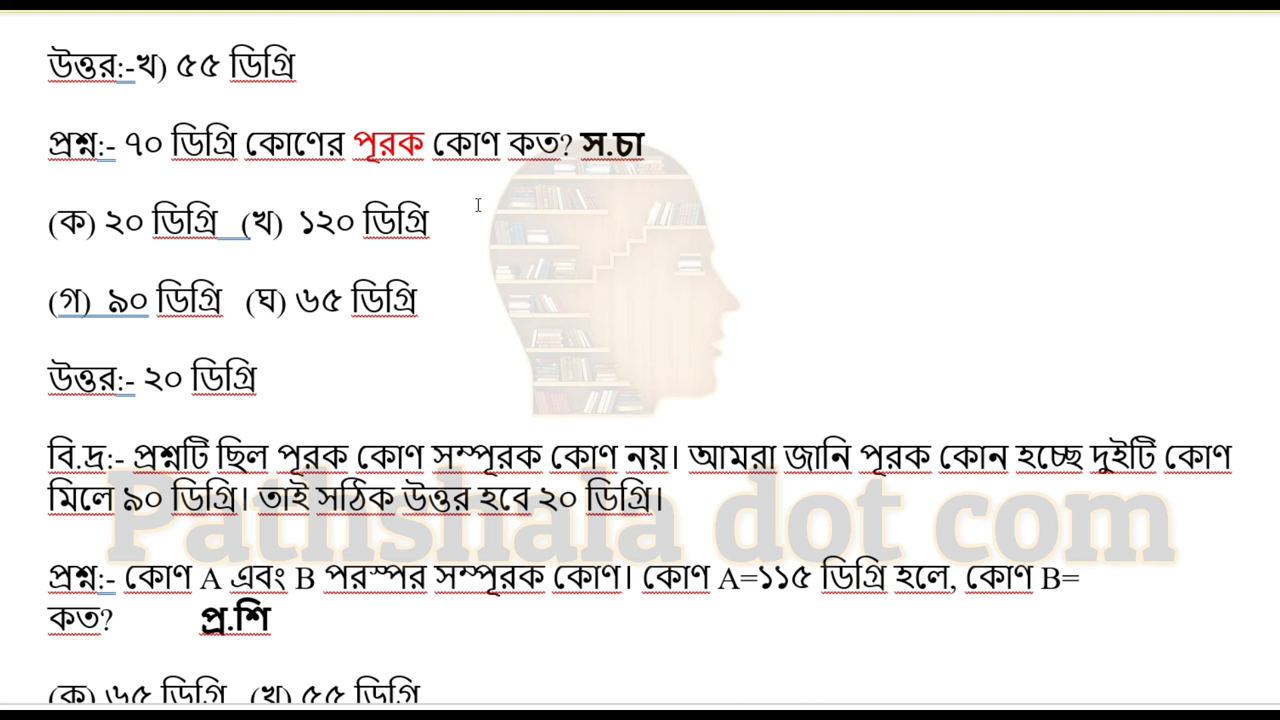 উত্তর:-খ) ৫৫ ডিগ্রি
প্রশ্ন:- ৭০ ডিগ্রি কোণের পূরক কোণ কত? স.চা
(ক) ২০ ডিগ্রি (খ) ১২০ ডিগ্রি
(গ) ৯০ ডিগ্রি (ঘ) ৬৫ ডিগ্রি
উত্তর:- ২০ ডিগ্রি
বি.দ্র:- প্রশ্নটি ছিল পূরক কোণ সম্পূরক কোণ নয়। আমরা জানি পূরক কোন হচ্ছে দুইটি কোণ
মিলে ৯০ ডিগ্রি। তাই সঠিক উত্তর হবে ২০ ডিগ্রি।
Pathshala dot com
প্রশ্ন:- কোণ A এবং B পরস্পর সম্পূরক কোণ। কোণ A=১১৫ ডিগ্রি হলে, কোণ B=
কত? প্র.শি
(ক) ৬৫ ডিগ্রি (খ) ৫৫ ডিগ্রি